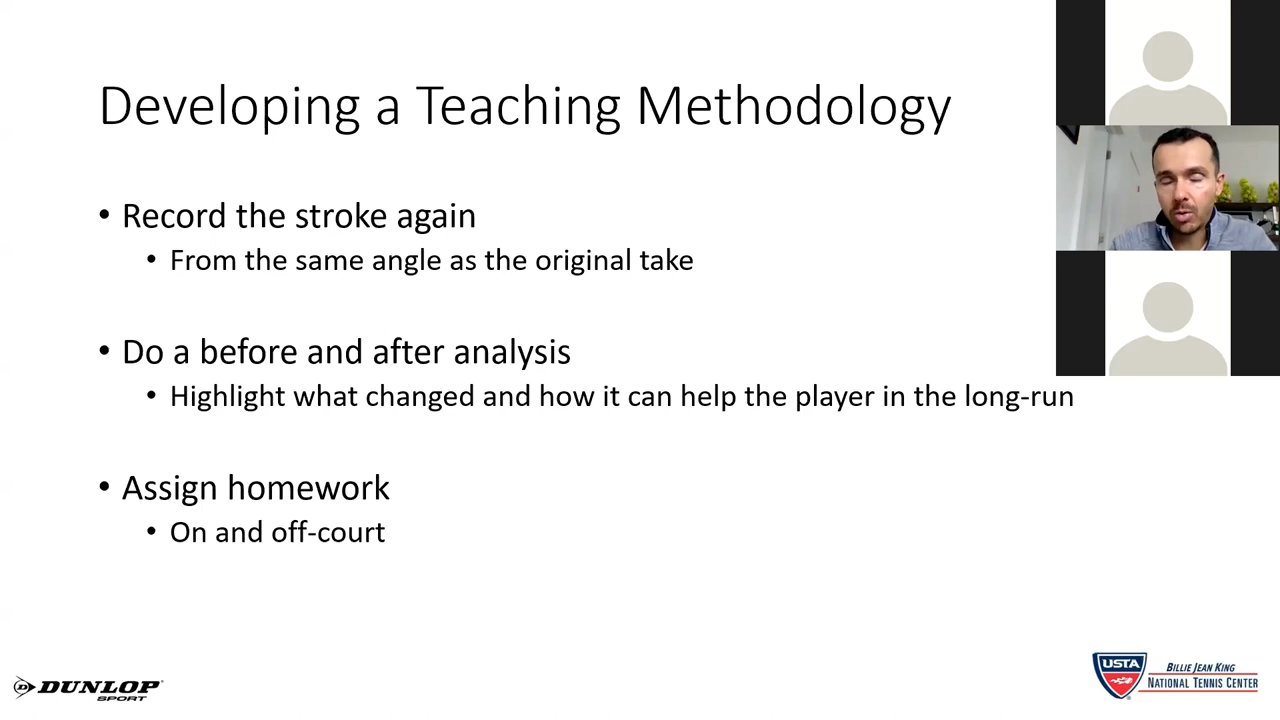 Developing a Teaching Methodology
• Record the stroke again
• From the same angle as the original take
• Do a before and after analysis
• Highlight what changed and how it can help the player in the long-run
• Assign homework
• On and off-court
DUNLOP
SPORT
USTA
BILLIE JEAN KING
NATIONAL TENNIS CENTER